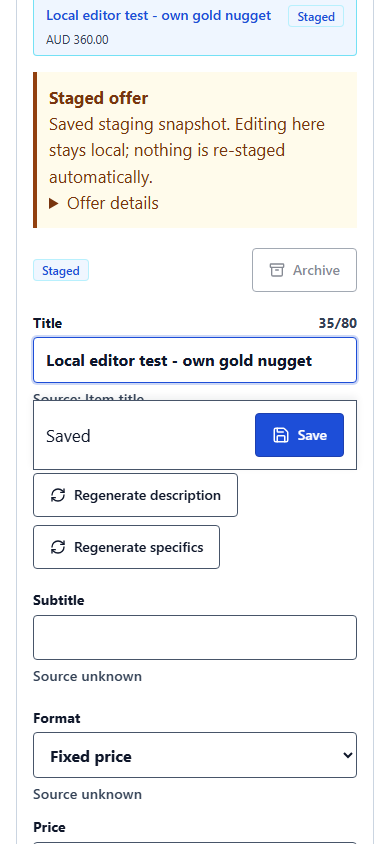 Local editor test - own gold nugget
Staged
AUD 360.00
Staged offer
Saved staging snapshot. Editing here
stays local; nothing is re-staged
automatically.
Offer details
Staged
Archive
Title
35/80
Local editor test - own gold nugget
Source: Item title
Saved
Save
Regenerate description
Regenerate specifics
Subtitle
Source unknown
Format
Fixed price
Source unknown
Price